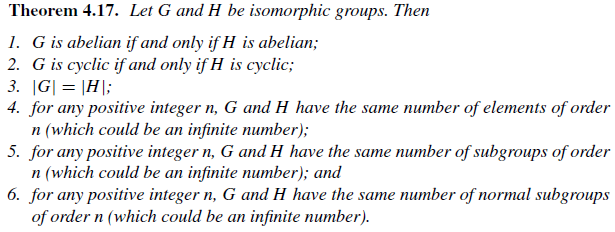 Theorem 4.17. Let G and H be isomorphic groups. Then
1. G is abelian if and only if H is abelian;
2. G is cyclic if and only if H is cyclic;
3. |G| = |H|;
4. for any positive integer n, G and H have the same number of elements of order
n (which could be an infinite number);
5. for any positive integer n, G and H have the same number of subgroups of order
n (which could be an infinite number); and
6. for any positive integer n, G and H have the same number of normal subgroups
of order n (which could be an infinite number).